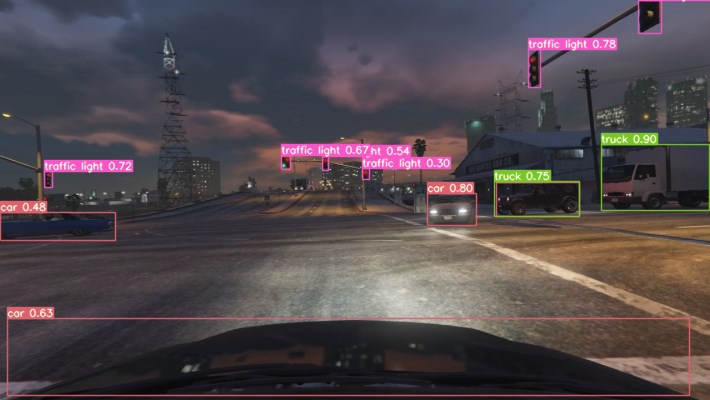 traffic light 0.78
truck 0.90
traffic light 0.67
ht 0.54
traffic light 0.72
traffic light 0.30
truck 0.75
car 0.80
car 0.48
car 0.63